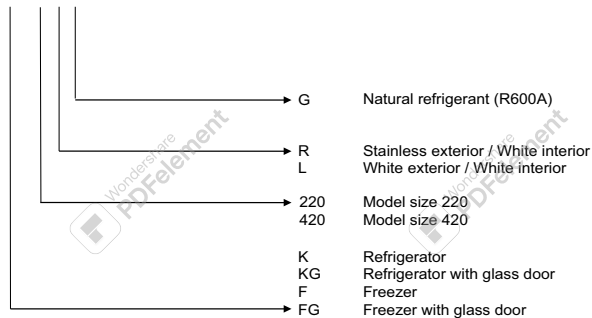 G Natural refrigerant (R600A)
R Stainless exterior / White interior
L White exterior / White interior
220 Model size 220
420 Model size 420
K Refrigerator
KG Refrigerator with glass door
F Freezer
FG Freezer with glass door
Wondershare
PDFelement
Wondershare
PDFelement